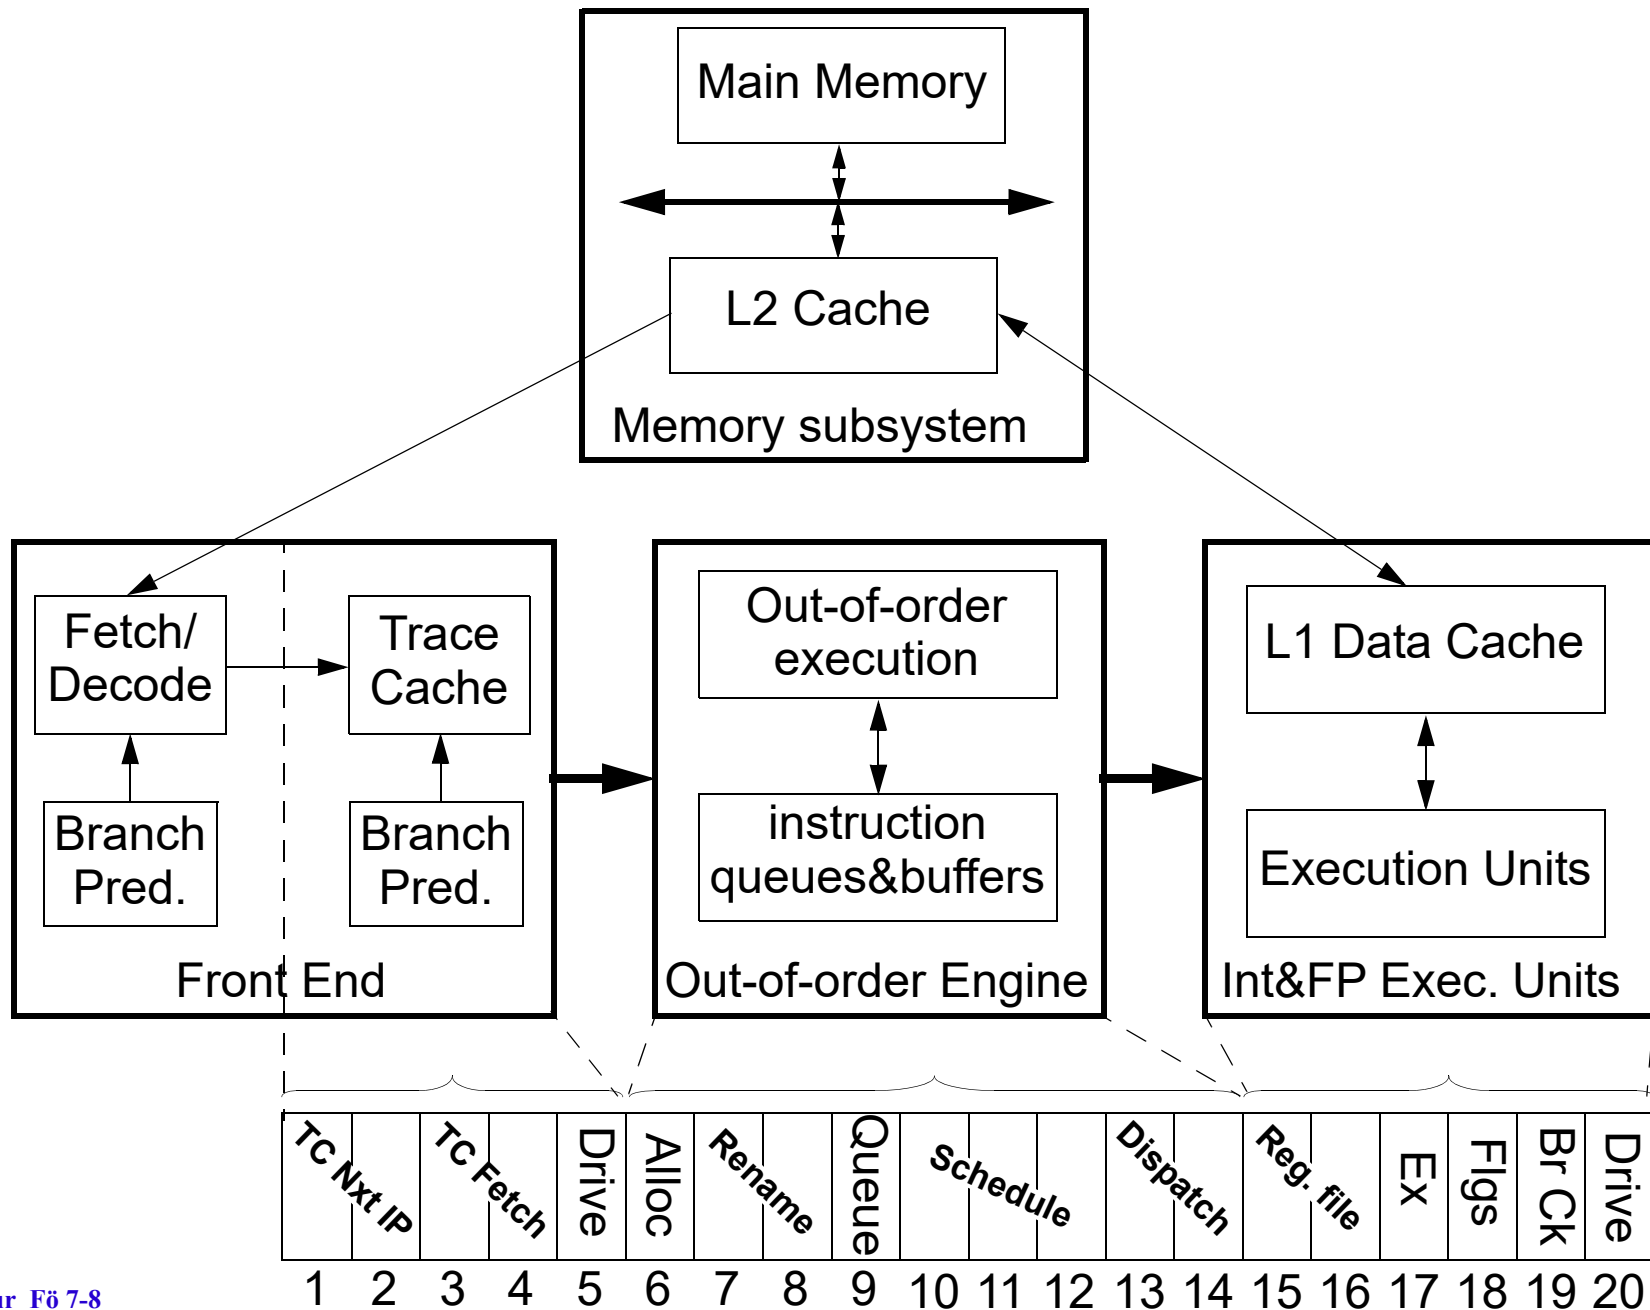 Main Memory
L2 Cache
Memory subsystem
Fetch/
Decode
Trace
Cache
Branch
Pred.
Branch
Pred.
Front End
Out-of-order
execution
instruction
queues&buffers
Out-of-order Engine
L1 Data Cache
Execution Units
Int&FP Exec. Units
TC Nxt IP
TC Fetch
Drive
Alloc
Rename
Queue
Schedule
Dispatch
Reg. file
Ex
Flgs
Br Ck
Drive
1 2 3 4 5 6 7 8 9 10 11 12 13 14 15 16 17 18 19 20
Fö 7-8